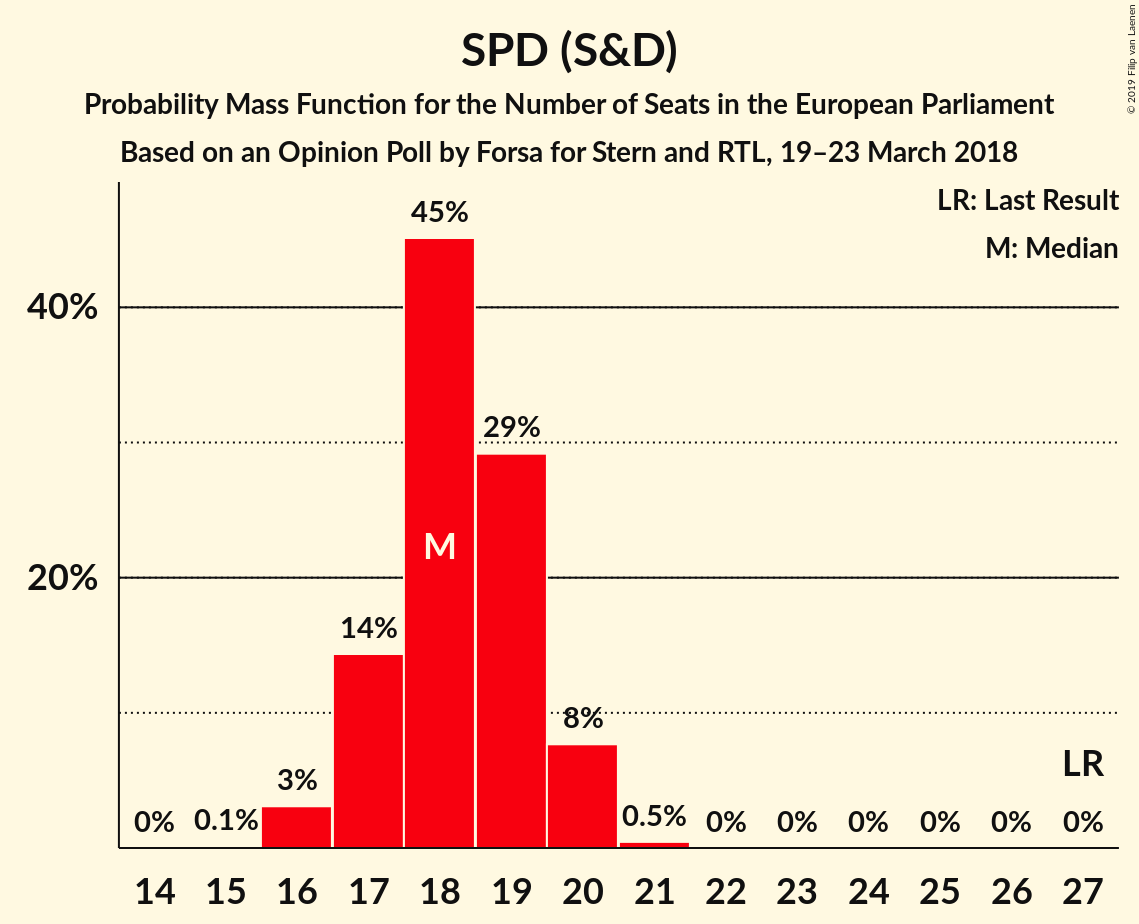 SPD (S&D)
Probability Mass Function for the Number of Seats in the European Parliament
Based on an Opinion Poll by Forsa for Stern and RTL, 19–23 March 2018
© 2019 Filip van Laenen
LR: Last Result
M: Median
45%
40%
29%
M
20%
14%
8%
LR
3%
0%
0.1%
0.5%
0%
0%
0%
0%
0%
0%
14 15 16 17 18 19 20 21 22 23 24 25 26 27